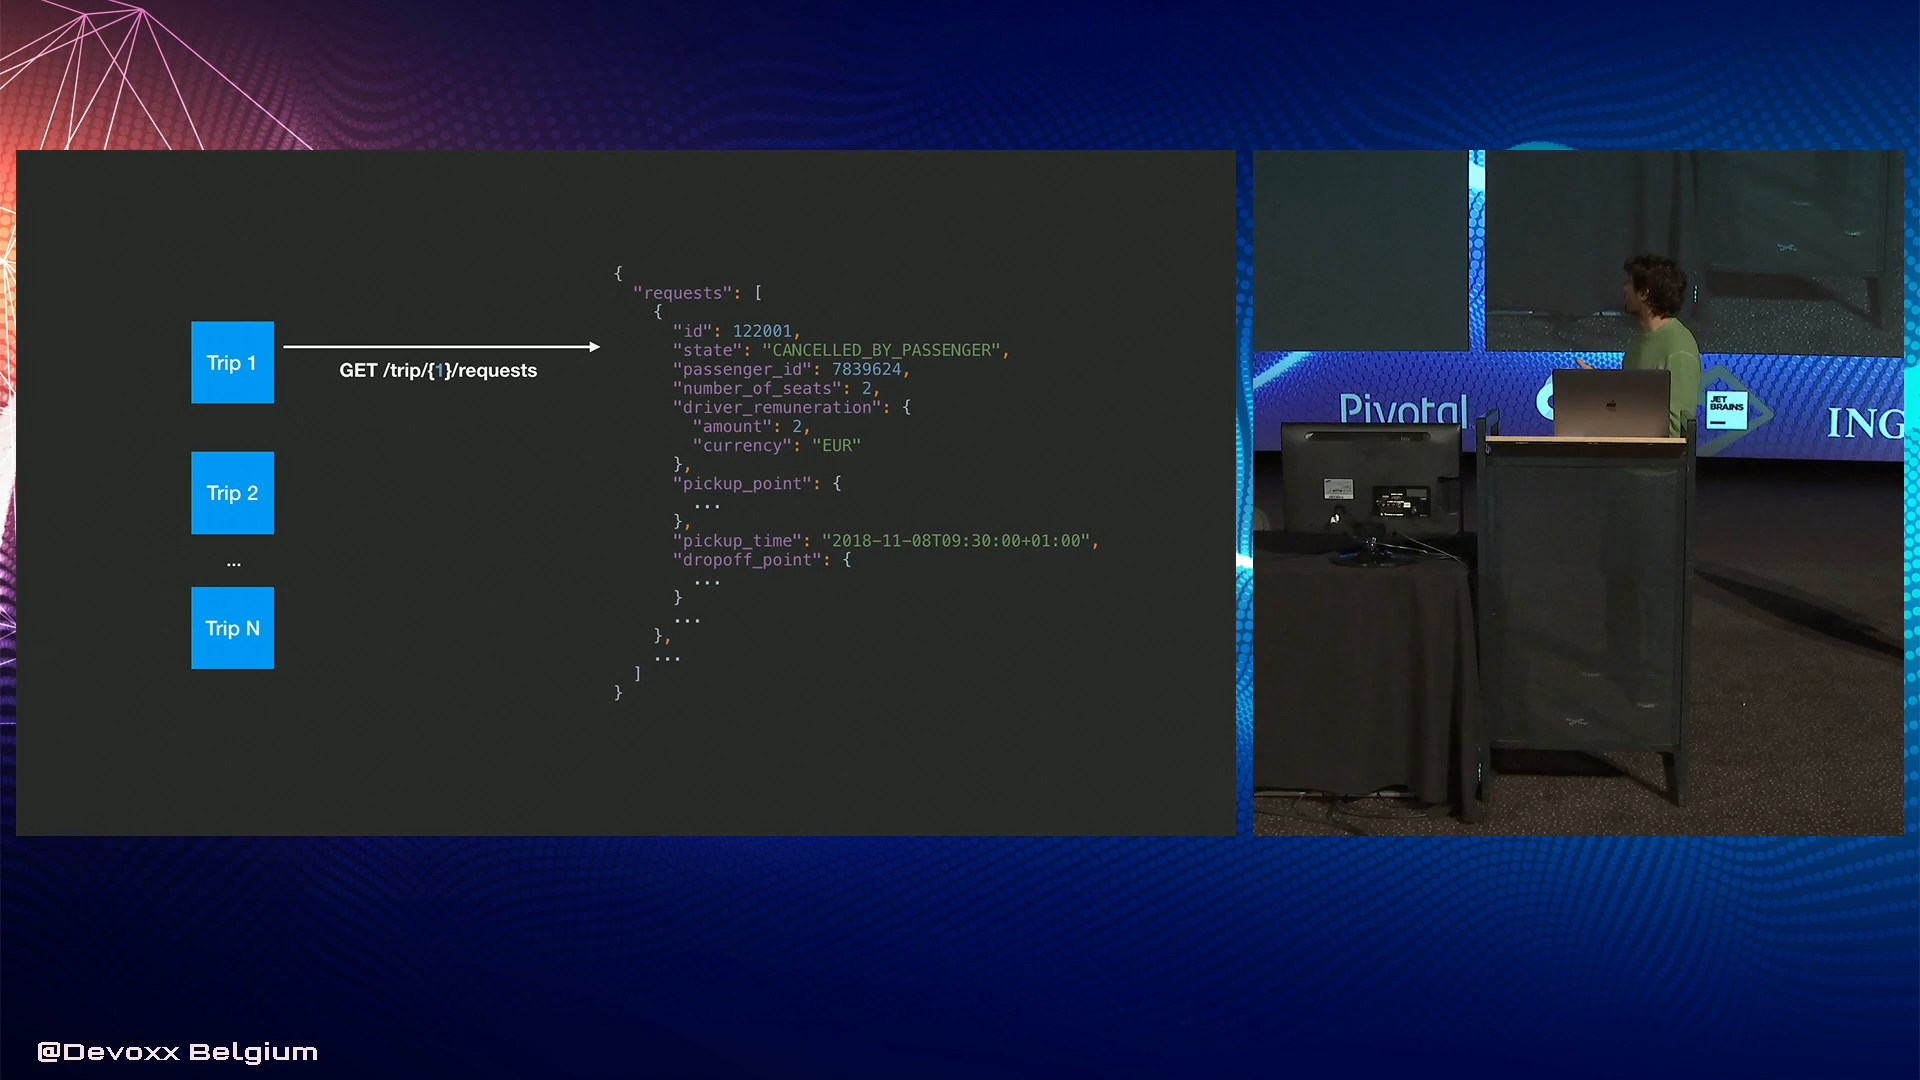 Trip 1
GET /trip/{1}/requests
Trip 2
...
Trip N
{
"requests": [
{
"id": 122001,
"state": "CANCELLED_BY_PASSENGER",
"passenger_id": 7839624,
"number_of_seats": 2,
"driver_remuneration": {
"amount": 2,
"currency": "EUR"
},
"pickup_point": {
...
},
"pickup_time": "2018-11-08T09:30:00+01:00",
"dropoff_point": {
...
}
...
},
...
]
}
Pivotal
JET
BRAINS
ING
@Devoxx Belgium